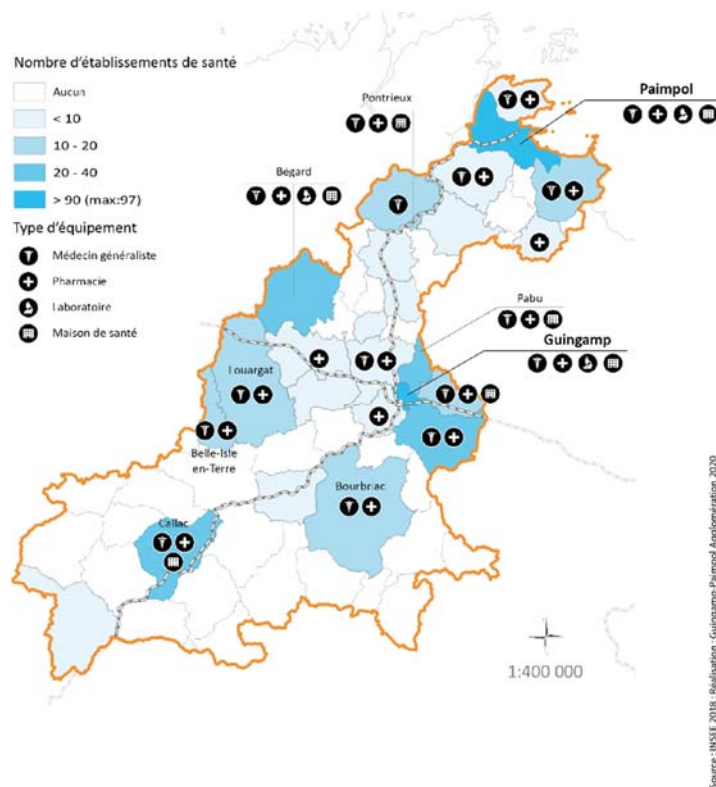 Nombre d'établissements de santé
Aucun
< 10
10 - 20
20 - 40
> 90 (max:97)
Type d'équipement
Médecin généraliste
Pharmacie
Laboratoire
Maison de santé
Pontrieux
Paimpol
Bégard
Pabu
Guingamp
Louargat
Belle-Isle
en-Terre
Bourbriac
Callac
1:400 000
Source : INSEE 2018 ; Réalisation : Guingamp-Paimpol Agglomération 2020